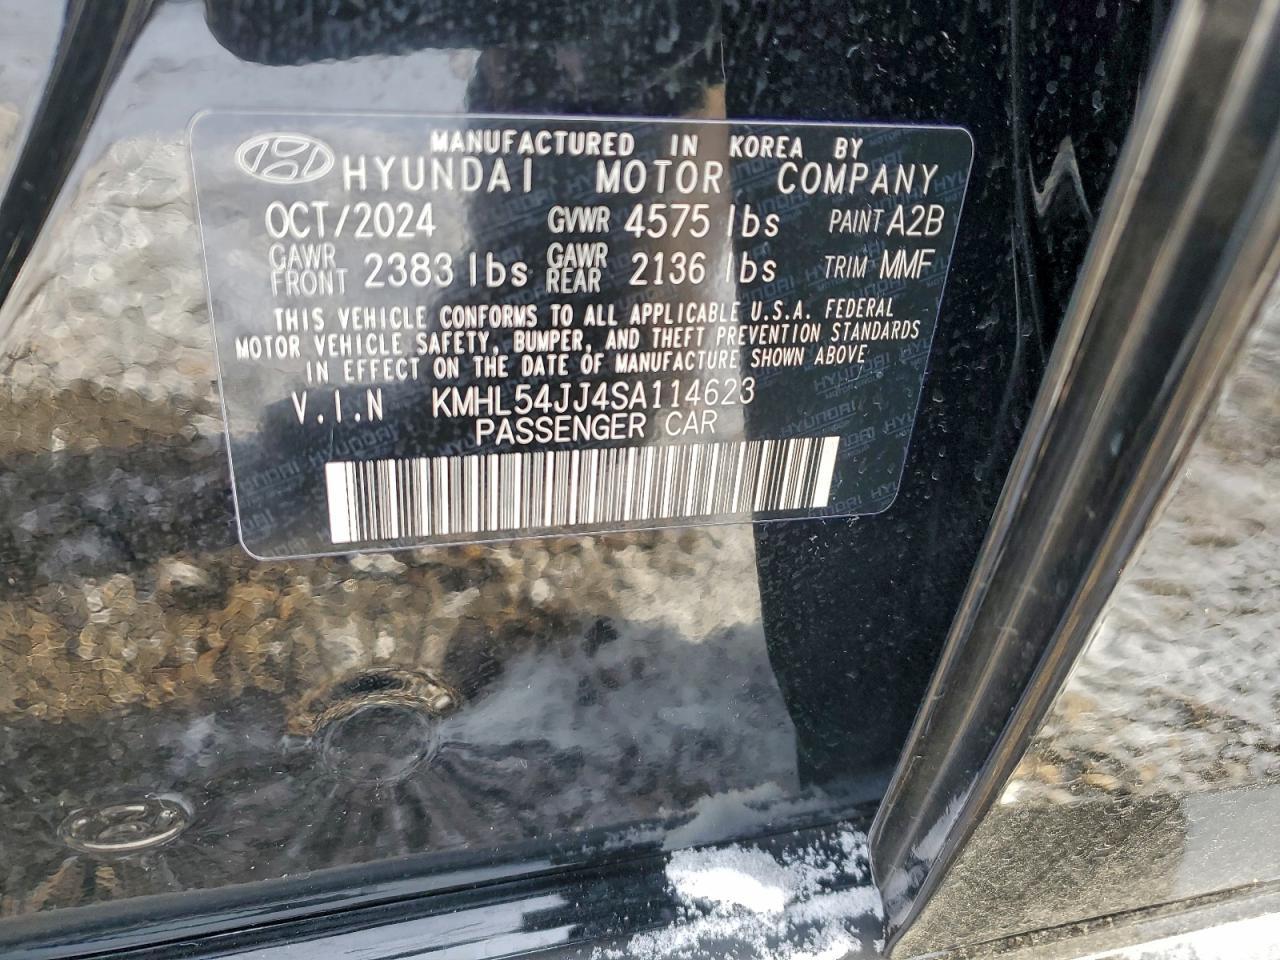 MANUFACTURED IN KOREA BY
HYUNDAI MOTOR COMPANY
OCT/2024 GVWR 4575 lbs PAINT A2B
GAWR FRONT 2383 lbs GAWR REAR 2136 lbs TRIM MMF
THIS VEHICLE CONFORMS TO ALL APPLICABLE U.S.A. FEDERAL
MOTOR VEHICLE SAFETY, BUMPER, AND THEFT PREVENTION STANDARDS
IN EFFECT ON THE DATE OF MANUFACTURE SHOWN ABOVE
V.I.N KMHL54JJ4SA114623
PASSENGER CAR